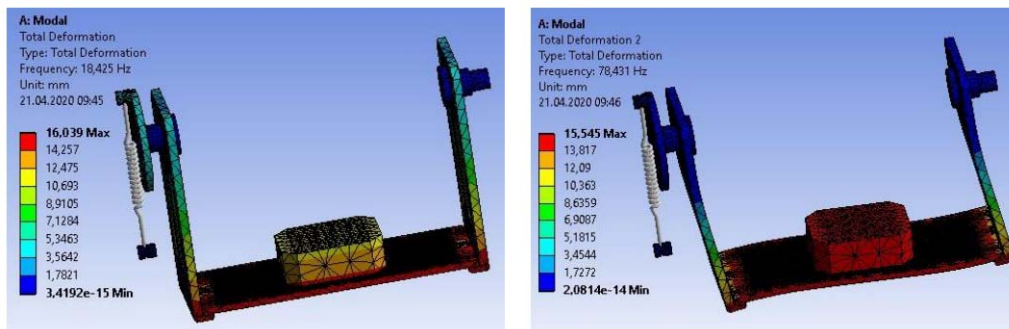 A: Modal
Total Deformation
Type: Total Deformation
Frequency: 18,425 Hz
Unit: mm
21.04.2020 09:45
16,039 Max
14,257
12,475
10,693
8,9105
7,1284
5,3463
3,5642
1,7821
3,4192e-15 Min
A: Modal
Total Deformation 2
Type: Total Deformation
Frequency: 78,431 Hz
Unit: mm
21.04.2020 09:46
15,545 Max
13,817
12,09
10,363
8,6359
6,9087
5,1815
3,4544
1,7272
2,0814e-14 Min